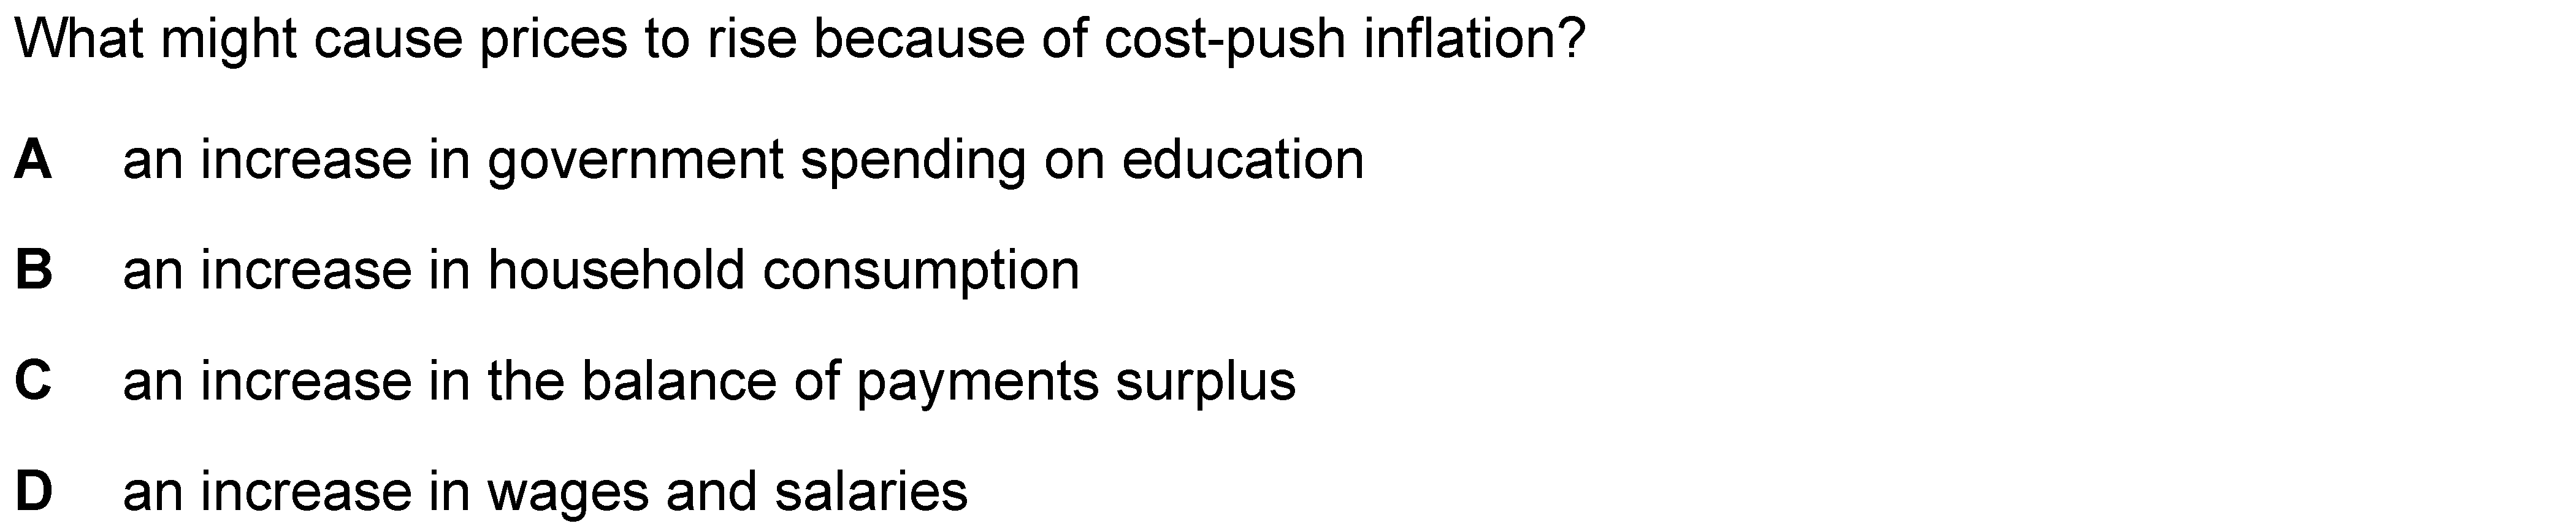 What might cause prices to rise because of cost-push inflation?
A an increase in government spending on education
B an increase in household consumption
C an increase in the balance of payments surplus
D an increase in wages and salaries